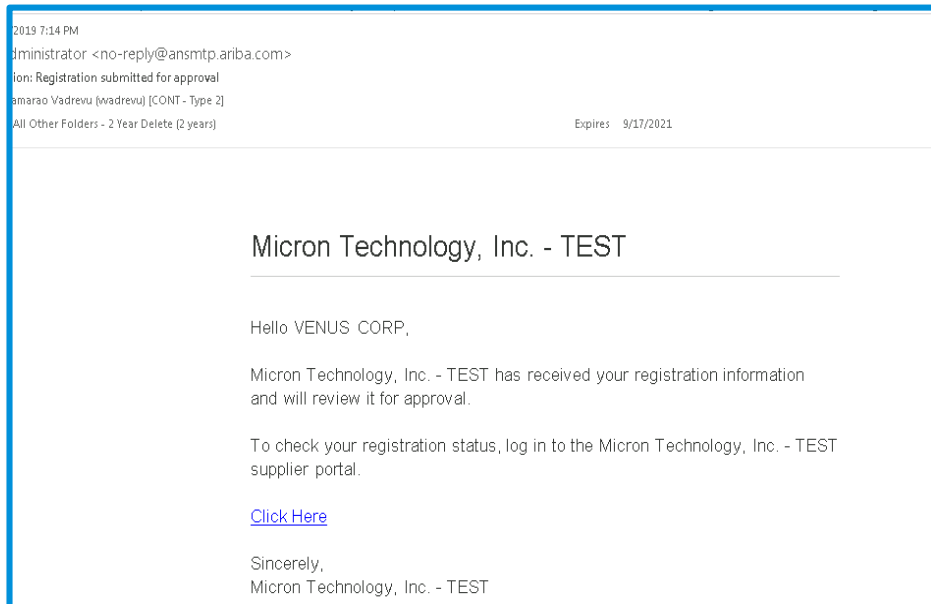 2019 7:14 PM
dministrator <no-reply@ansmtp.ariba.com>
ion: Registration submitted for approval
amarao Vadrevu (vvadrevu) [CONT - Type 2]
All Other Folders - 2 Year Delete (2 years) Expires 9/17/2021
Micron Technology, Inc. - TEST
Hello VENUS CORP,
Micron Technology, Inc. - TEST has received your registration information
and will review it for approval.
To check your registration status, log in to the Micron Technology, Inc. - TEST
supplier portal.
Click Here
Sincerely,
Micron Technology, Inc. - TEST